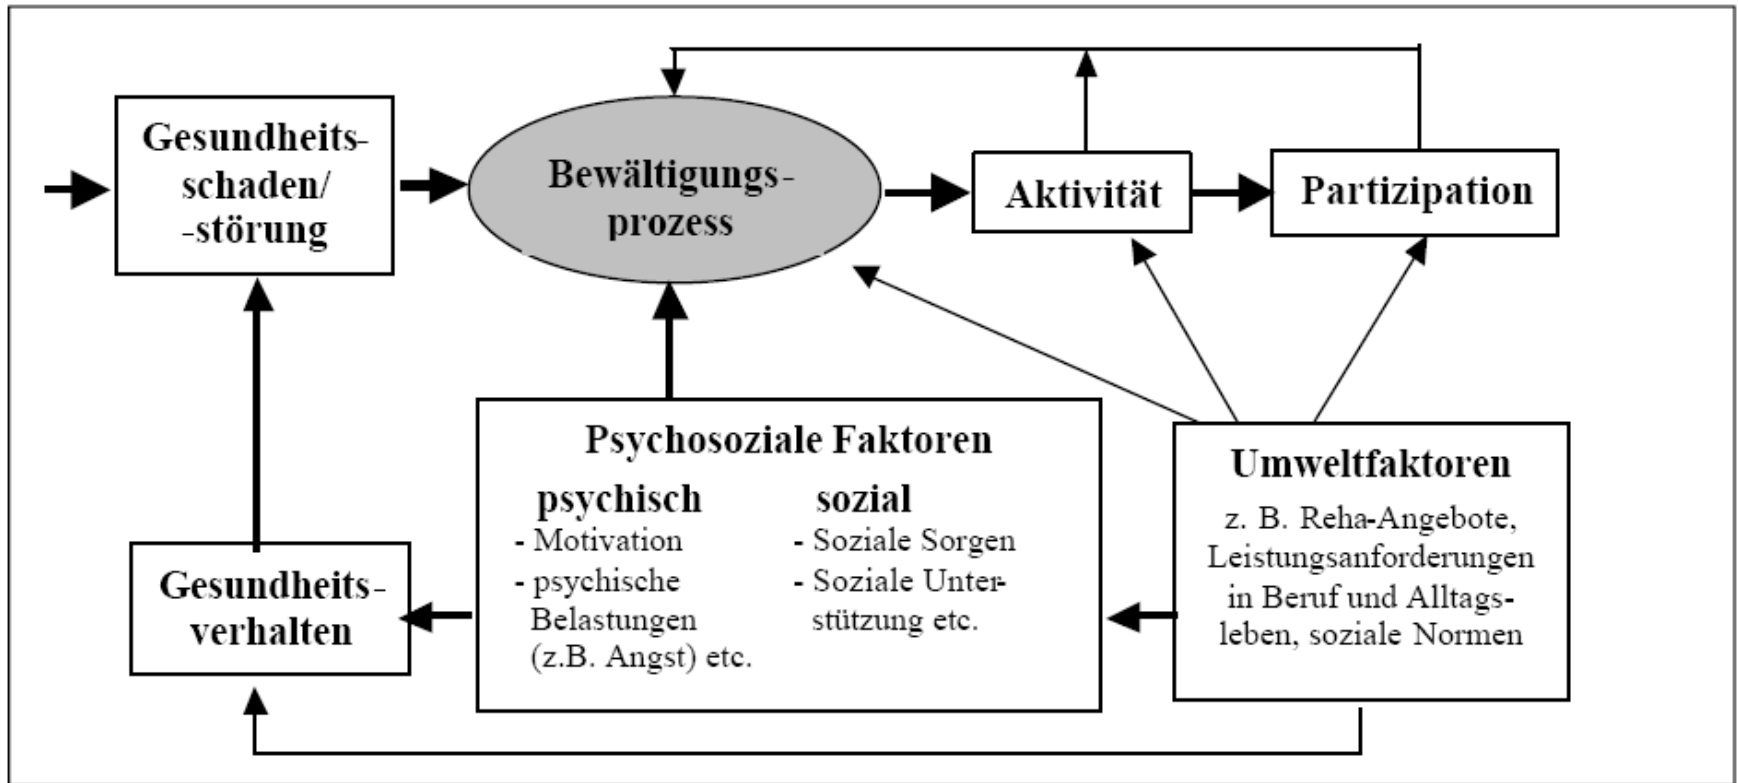 Gesundheits-
schaden/
-störung
Bewältigungs-
prozess
Aktivität
Partizipation
Psychosoziale Faktoren
psychisch
- Motivation
- psychische
Belastungen
(z.B. Angst) etc.
sozial
- Soziale Sorgen
- Soziale Unter-
stützung etc.
Umweltfaktoren
z. B. Reha-Angebote,
Leistungsanforderungen
in Beruf und Alltags-
leben, soziale Normen
Gesundheits-
verhalten